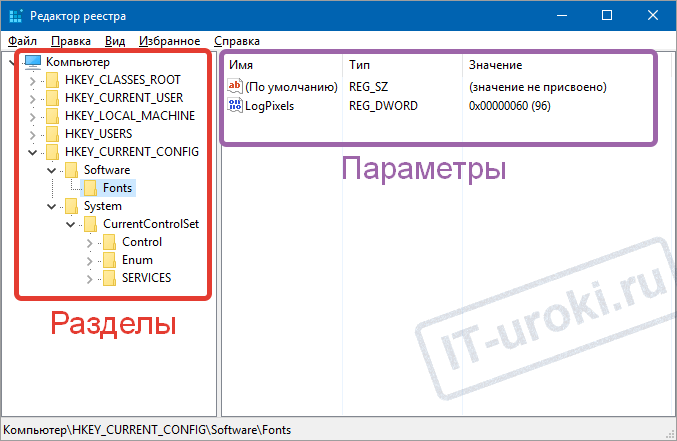 Редактор реестра
Файл Правка Вид Избранное Справка
Компьютер
HKEY_CLASSES_ROOT
HKEY_CURRENT_USER
HKEY_LOCAL_MACHINE
HKEY_USERS
HKEY_CURRENT_CONFIG
Software
Fonts
System
CurrentControlSet
Control
Enum
SERVICES
Разделы
Имя Тип Значение
(По умолчанию) REG_SZ (значение не присвоено)
LogPixels REG_DWORD 0x00000060 (96)
Параметры
IT-uroki.ru
Компьютер\HKEY_CURRENT_CONFIG\Software\Fonts